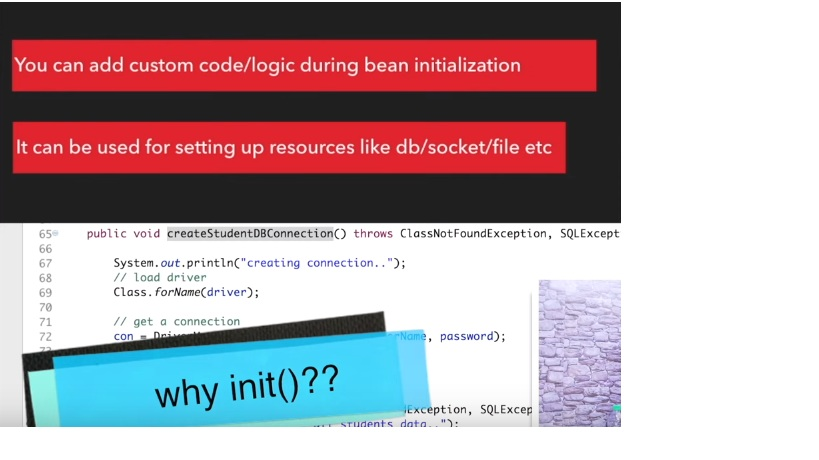 You can add custom code/logic during bean initialization
It can be used for setting up resources like db/socket/file etc
65 public void createStudentDBConnection() throws ClassNotFoundException, SQLExcept
66
67 System.out.println("creating connection..");
68 // load driver
69 Class.forName(driver);
70
71 // get a connection
72 con = Name, password);
why init()??
Exception, SQLExcep
students data..");